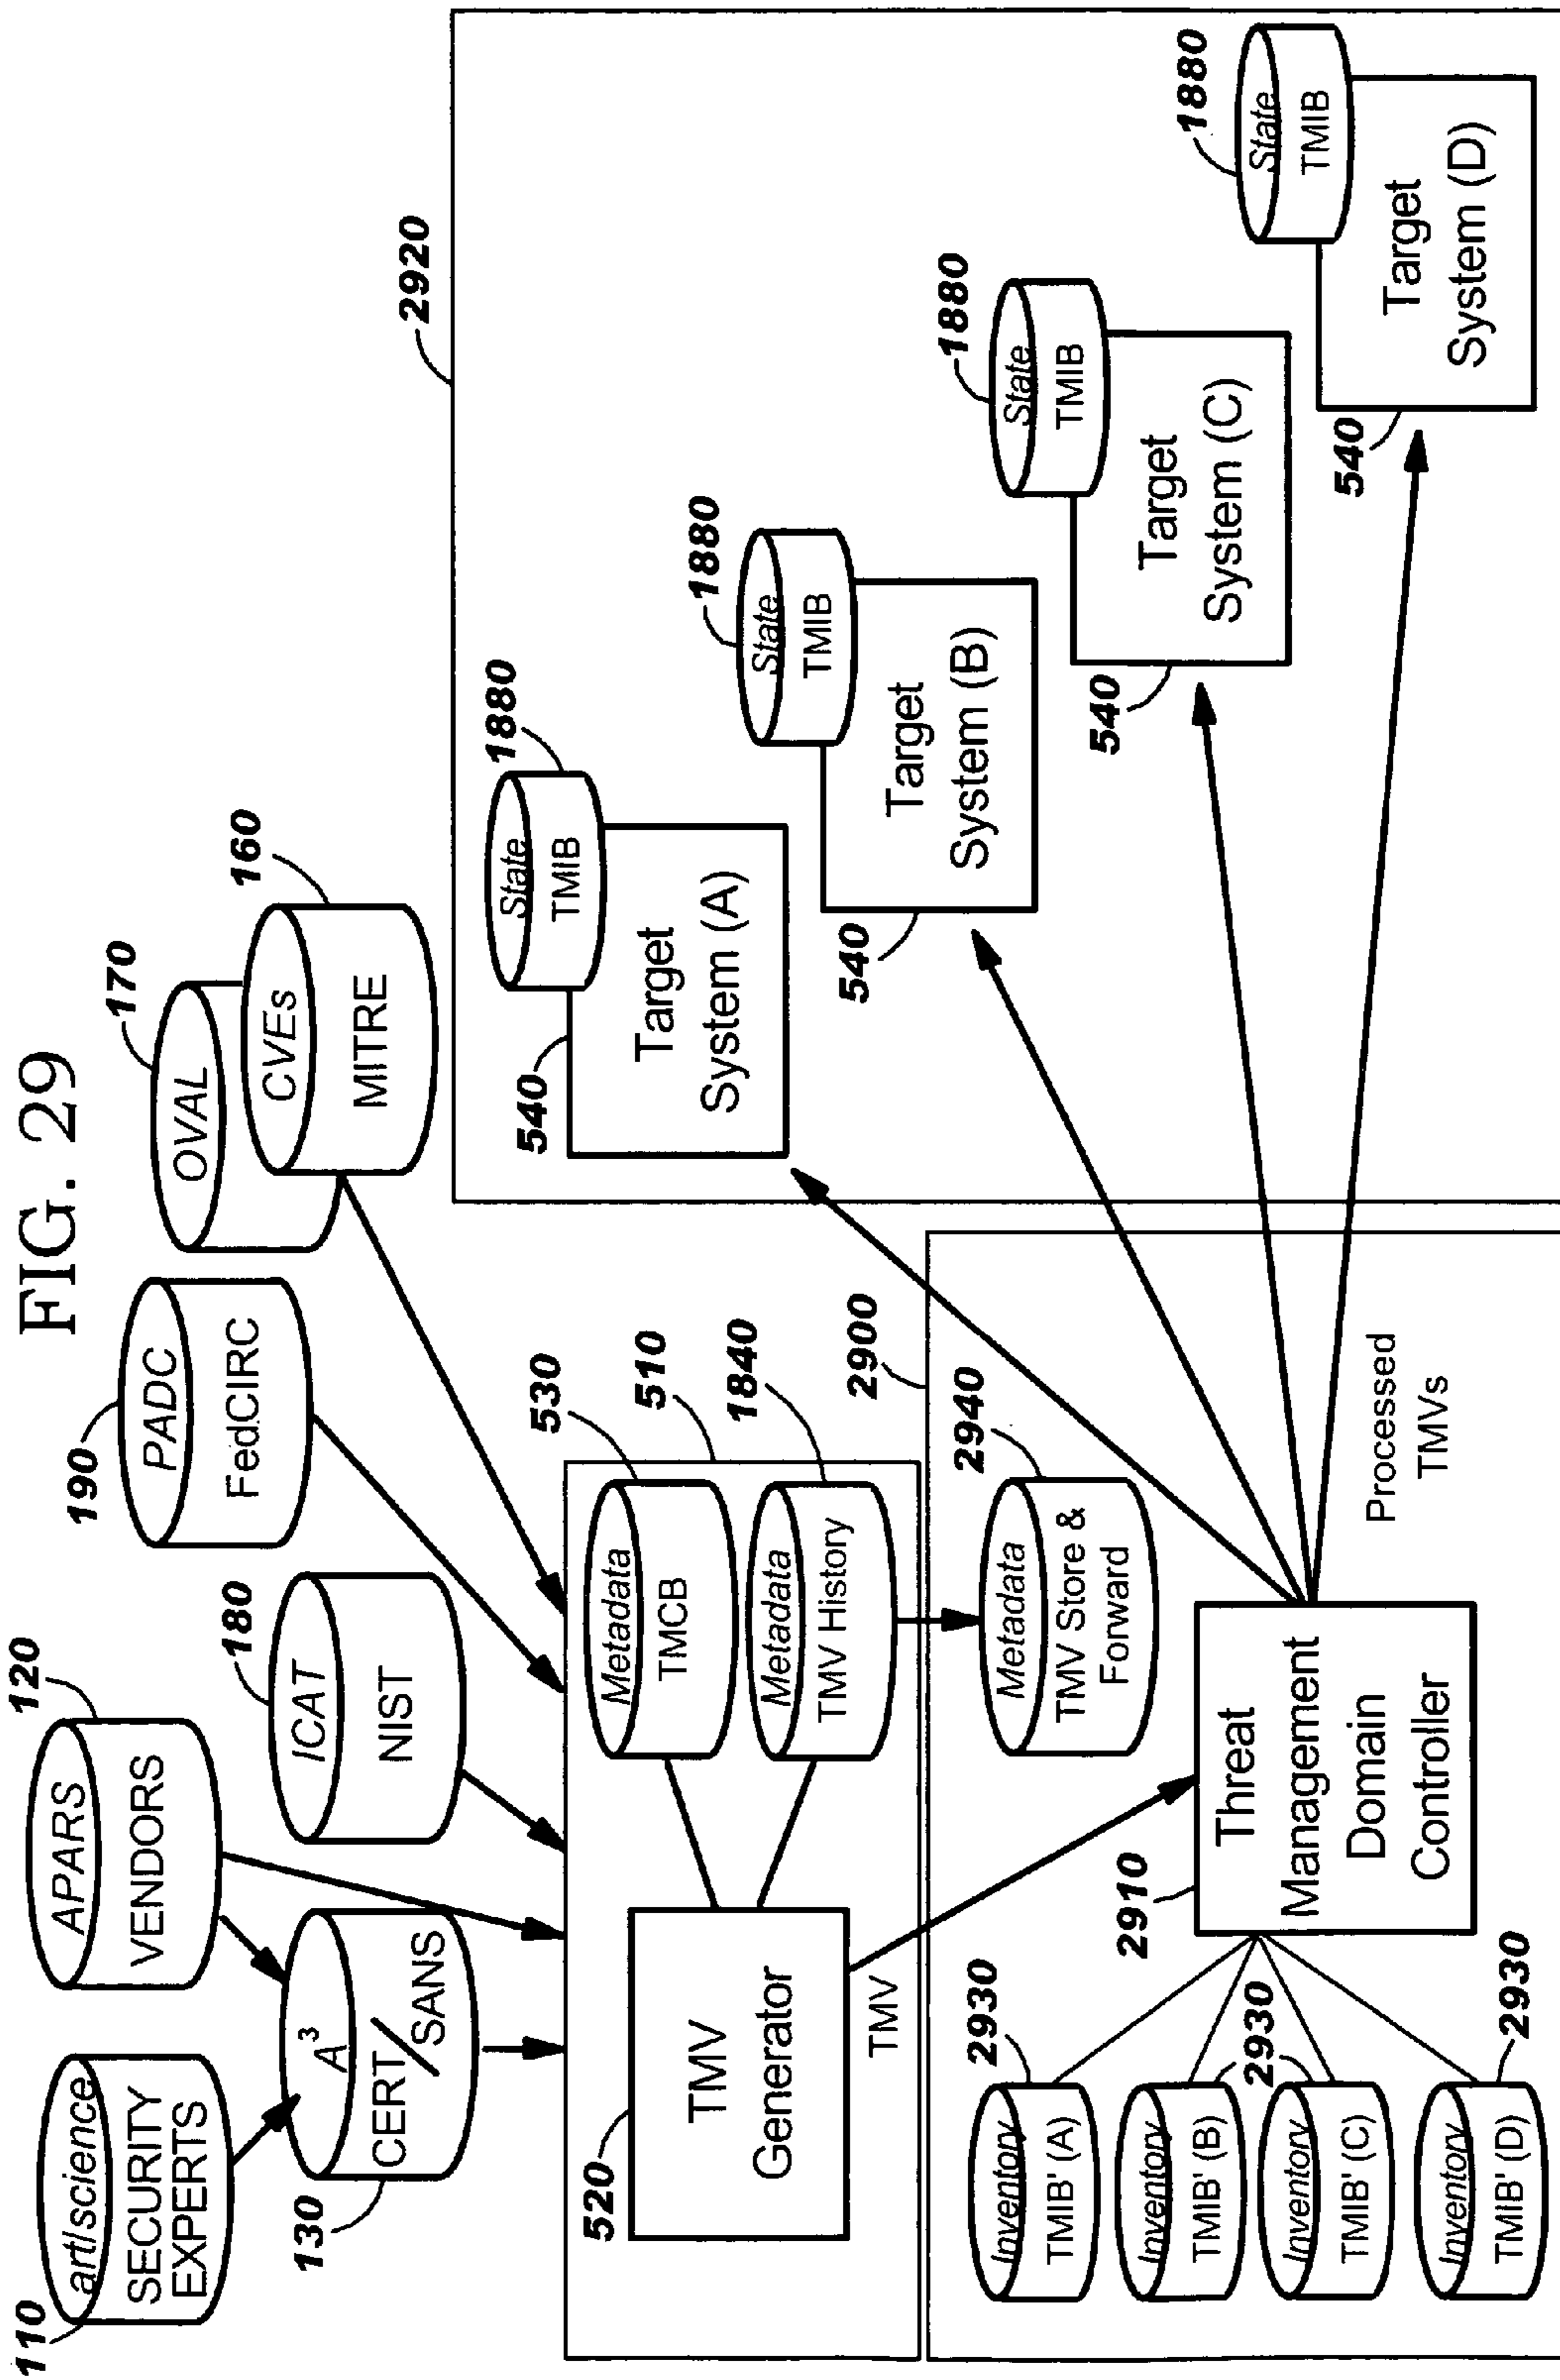 FIG. 29
110
art/science
SECURITY
EXPERTS
120
APARS
VENDORS
130
A³
CERT/SANS
180
ICAT
NIST
190
PADC
FedCIRC
170
OVAL
160
CVEs
MITRE
520
TMV
Generator
530
Metadata
TMCB
510
1840
Metadata
TMV History
TMV
2900
2940
Metadata
TMV Store &
Forward
2910
Threat
Management
Domain
Controller
2930
Inventory
TMIB' (A)
Inventory
TMIB' (B)
2930
Inventory
TMIB' (C)
2930
Inventory
TMIB' (D)
Processed
TMVs
2920
1880
State
TMIB
540
Target
System (A)
1880
State
TMIB
540
Target
System (B)
1880
State
TMIB
540
Target
System (C)
1880
State
TMIB
540
Target
System (D)